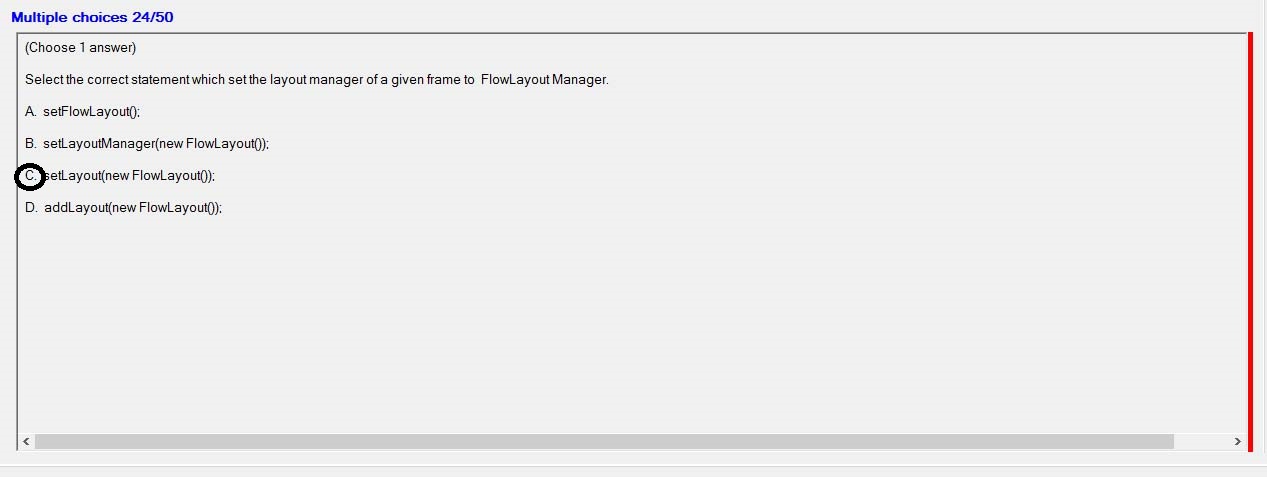 Multiple choices 24/50
(Choose 1 answer)
Select the correct statement which set the layout manager of a given frame to FlowLayout Manager.
A. setFlowLayout();
B. setLayoutManager(new FlowLayout());
C. setLayout(new FlowLayout());
D. addLayout(new FlowLayout());